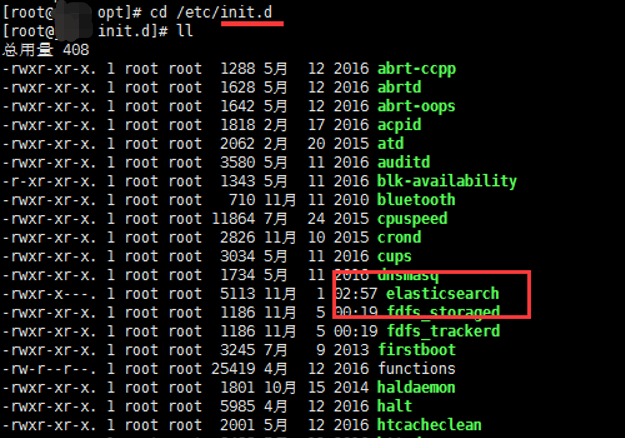 [root@ opt]# cd /etc/init.d
[root@ init.d]# ll
总用量 408
-rwxr-xr-x. 1 root root 1288 5月 12 2016 abrt-ccpp
-rwxr-xr-x. 1 root root 1628 5月 12 2016 abrtd
-rwxr-xr-x. 1 root root 1642 5月 12 2016 abrt-oops
-rwxr-xr-x. 1 root root 1818 2月 17 2016 acpid
-rwxr-xr-x. 1 root root 2062 2月 20 2015 atd
-rwxr-xr-x. 1 root root 3580 5月 11 2016 auditd
-r-xr-xr-x. 1 root root 1343 5月 11 2016 blk-availability
-rwxr-xr-x. 1 root root 710 11月 11 2010 bluetooth
-rwxr-xr-x. 1 root root 11864 7月 24 2015 cpuspeed
-rwxr-xr-x. 1 root root 2826 11月 10 2015 crond
-rwxr-xr-x. 1 root root 3034 5月 11 2016 cups
-rwxr-xr-x. 1 root root 1734 5月 11 2016 dnsmasq
-rwxr-x---. 1 root root 5113 11月 1 02:57 elasticsearch
-rwxr-xr-x. 1 root root 1186 11月 5 00:19 fdfs_storaged
-rwxr-xr-x. 1 root root 1186 11月 5 00:19 fdfs_trackerd
-rwxr-xr-x. 1 root root 3245 7月 9 2013 firstboot
-rw-r--r--. 1 root root 25419 4月 12 2016 functions
-rwxr-xr-x. 1 root root 1801 10月 15 2014 haldaemon
-rwxr-xr-x. 1 root root 5985 4月 12 2016 halt
-rwxr-xr-x. 1 root root 2001 5月 12 2016 htcacheclean